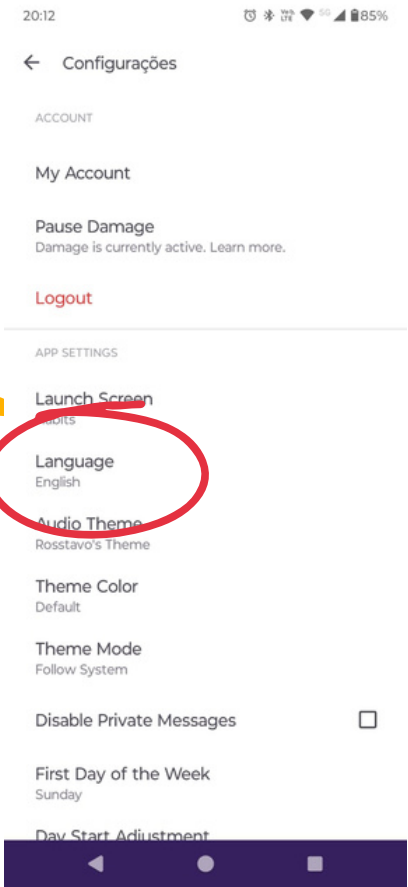 20:12
VoLTE 5G 85%
Configurações
ACCOUNT
My Account
Pause Damage
Damage is currently active. Learn more.
Logout
APP SETTINGS
Launch Screen
Habits
Language
English
Audio Theme
Rosstavo's Theme
Theme Color
Default
Theme Mode
Follow System
Disable Private Messages
First Day of the Week
Sunday
Day Start Adjustment